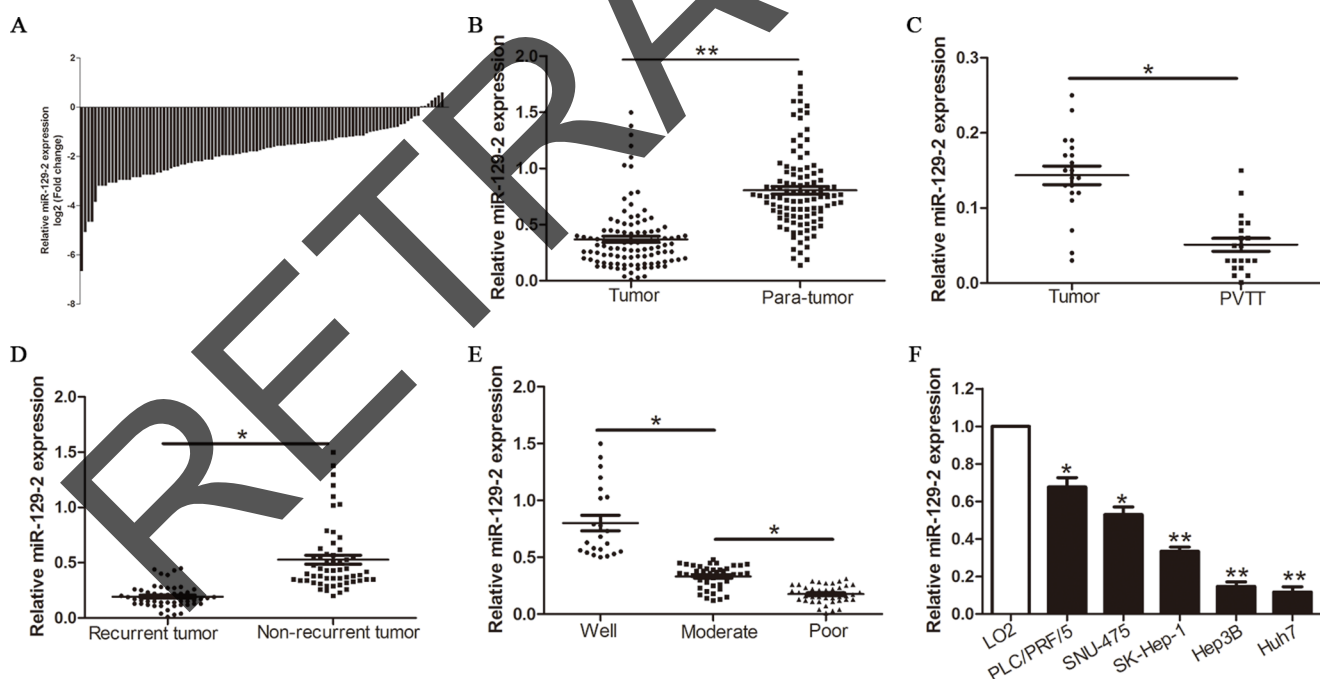 A
Relative miR-129-2 expression
log2 (Fold change)
2
0
-2
-4
-6
-8
B
Relative miR-129-2 expression
2.0
1.5
1.0
0.5
0.0
**
Tumor
Para-tumor
C
Relative miR-129-2 expression
0.3
0.2
0.1
0.0
*
Tumor
PVTT
D
Relative miR-129-2 expression
2.0
1.5
1.0
0.5
0.0
*
Recurrent tumor
Non-recurrent tumor
E
Relative miR-129-2 expression
2.0
1.5
1.0
0.5
0.0
*
*
Well
Moderate
Poor
F
Relative miR-129-2 expression
1.2
1.0
0.8
0.6
0.4
0.2
0.0
*
*
**
**
**
LO2
PLC/PRF/5
SNU-475
SK-Hep-1
Hep3B
Huh7
RETRA